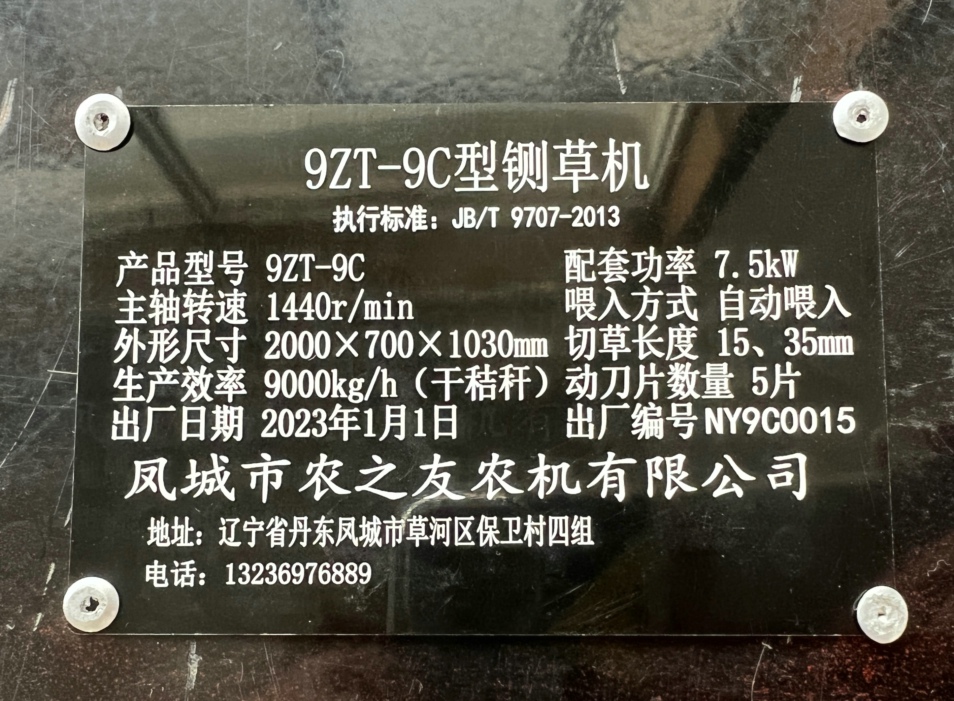 9ZT-9C型铡草机
执行标准：JB/T 9707-2013
产品型号 9ZT-9C 配套功率 7.5kW
主轴转速 1440r/min 喂入方式 自动喂入
外形尺寸 2000×700×1030mm 切草长度 15、35mm
生产效率 9000kg/h（干秸秆）动刀片数量 5片
出厂日期 2023年1月1日 出厂编号 NY9C0015
凤城市农之友农机有限公司
地址：辽宁省丹东凤城市草河区保卫村四组
电话：13236976889